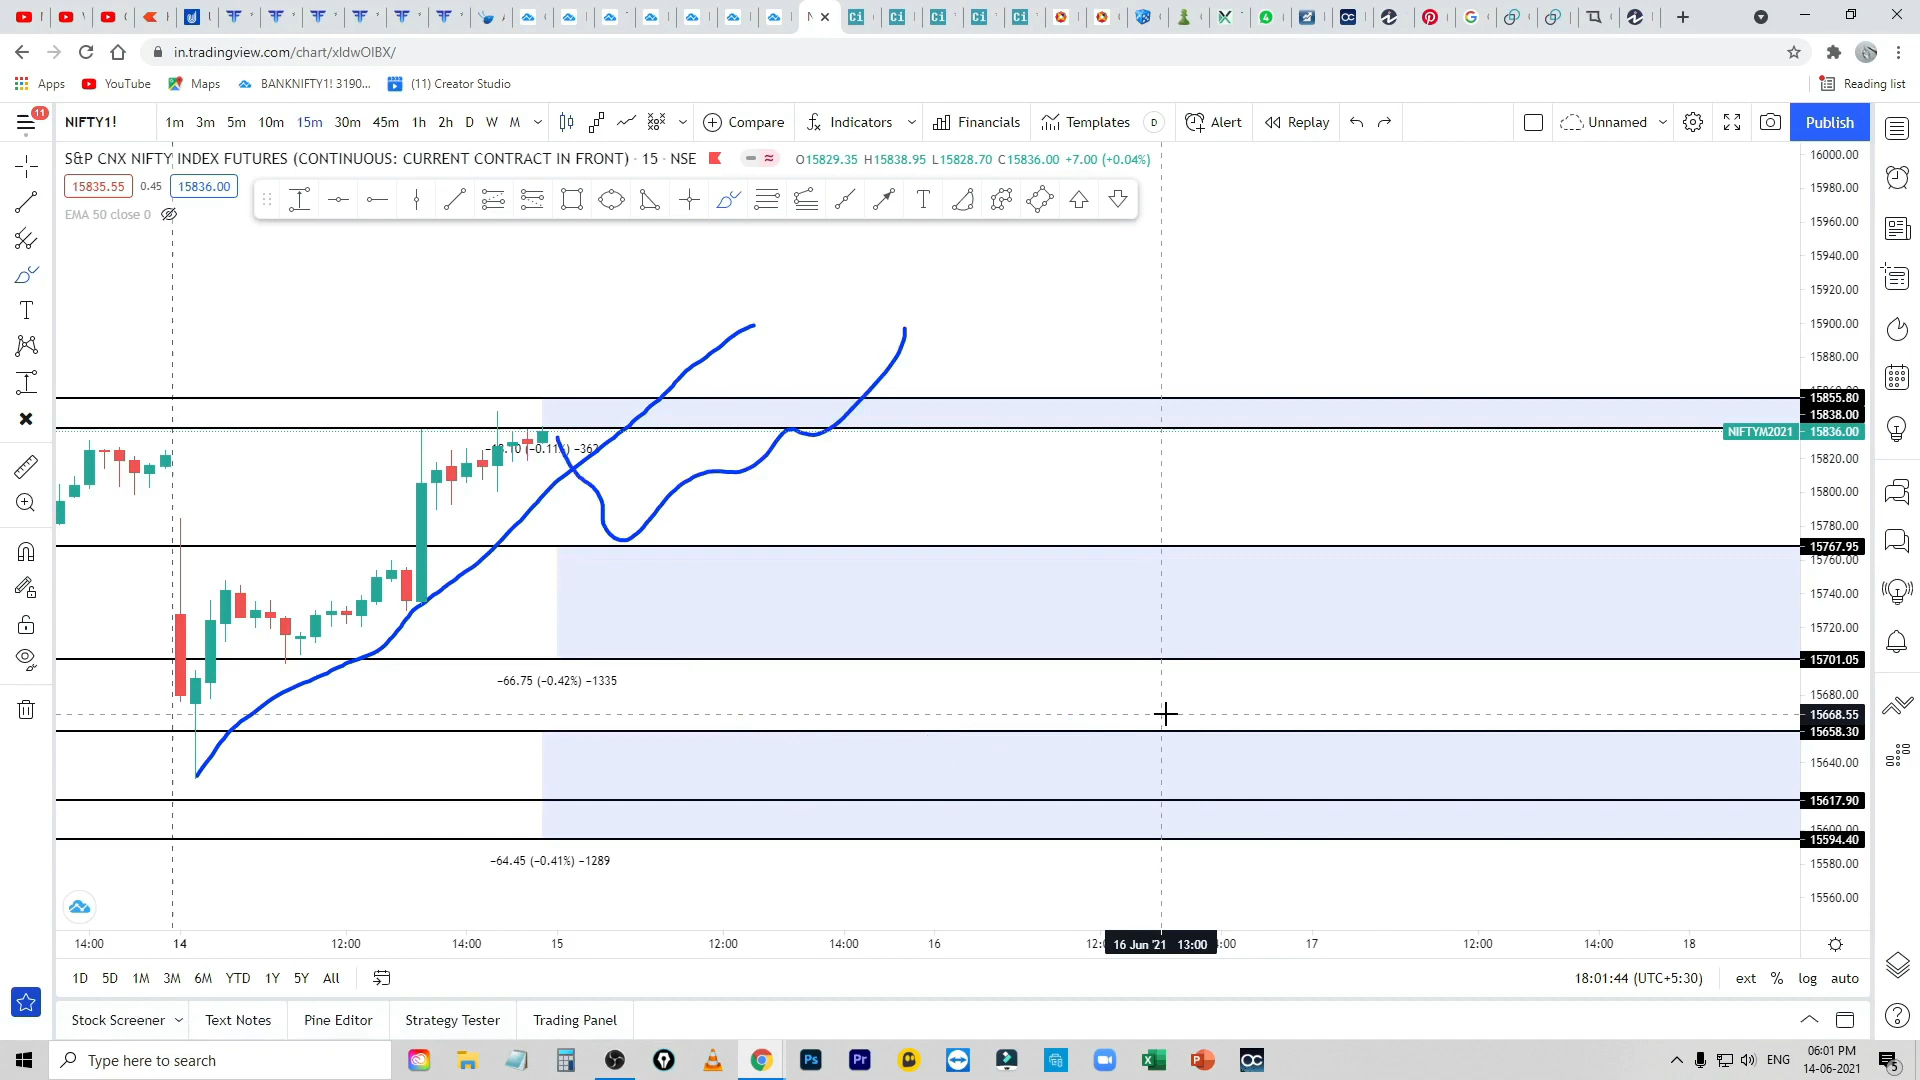 in.tradingview.com/chart/xIdwOIBX/
Apps YouTube Maps BANKNIFTY1! 3190... (11) Creator Studio Reading list
11 NIFTY1! 1m 3m 5m 10m 15m 30m 45m 1h 2h D W M Compare Indicators Financials Templates D Alert Replay Unnamed Publish
S&P CNX NIFTY INDEX FUTURES (CONTINUOUS: CURRENT CONTRACT IN FRONT) · 15 · NSE O15829.35 H15838.95 L15828.70 C15836.00 +7.00 (+0.04%)
15835.55 0.45 15836.00
EMA 50 close 0
16000.00
15980.00
15960.00
15940.00
15920.00
15900.00
15880.00
15855.80
15838.00
NIFTYM2021 15836.00
15820.00
15800.00
15780.00
15767.95
15760.00
15740.00
15720.00
15701.05
−66.75 (−0.42%) −1335
15680.00
15668.55
15658.30
15640.00
15617.90
15594.40
−64.45 (−0.41%) −1289
15580.00
15560.00
14:00 14 12:00 14:00 15 12:00 14:00 16 16 Jun '21 13:00 17 12:00 14:00 18
1D 5D 1M 3M 6M YTD 1Y 5Y All 18:01:44 (UTC+5:30) ext % log auto
Stock Screener Text Notes Pine Editor Strategy Tester Trading Panel
Type here to search
Ps Pr OC
ENG
06:01 PM
14-06-2021
5